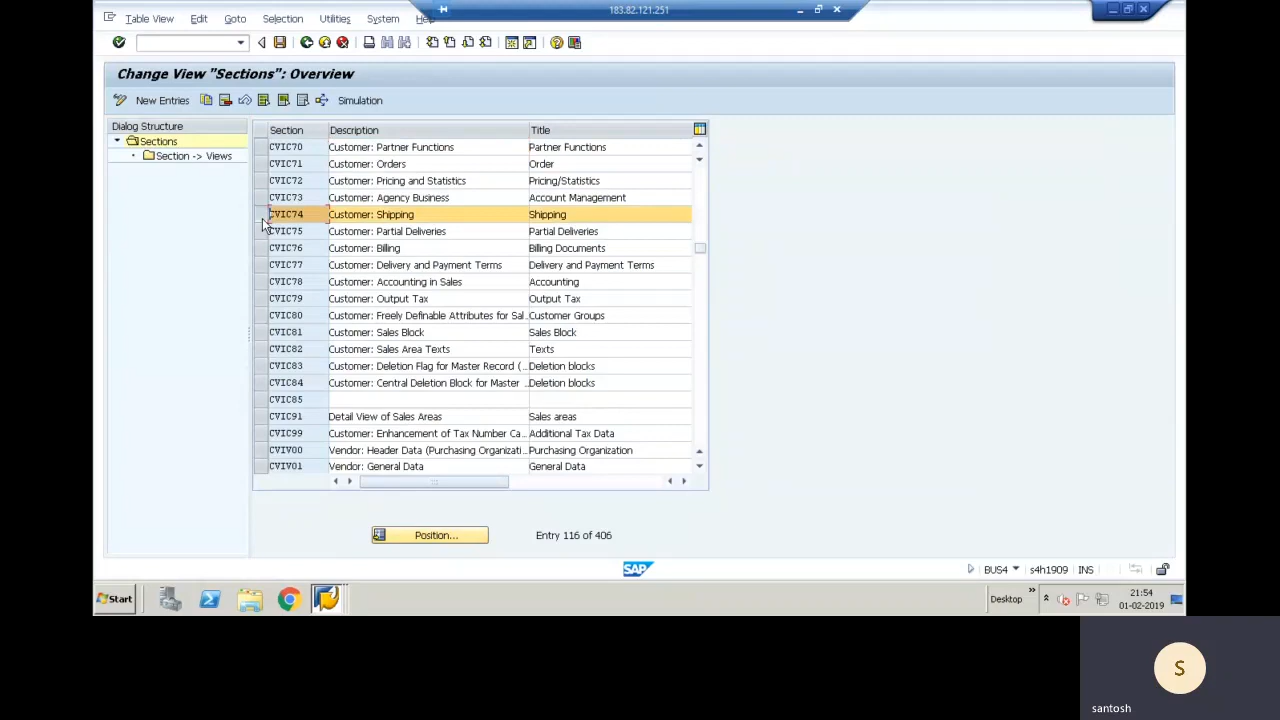 183.82.121.251
Table View Edit Goto Selection Utilities System Help
Change View "Sections": Overview
New Entries Simulation
Dialog Structure
Sections
Section -> Views
Section Description Title
CVIC70 Customer: Partner Functions Partner Functions
CVIC71 Customer: Orders Order
CVIC72 Customer: Pricing and Statistics Pricing/Statistics
CVIC73 Customer: Agency Business Account Management
CVIC74 Customer: Shipping Shipping
CVIC75 Customer: Partial Deliveries Partial Deliveries
CVIC76 Customer: Billing Billing Documents
CVIC77 Customer: Delivery and Payment Terms Delivery and Payment Terms
CVIC78 Customer: Accounting in Sales Accounting
CVIC79 Customer: Output Tax Output Tax
CVIC80 Customer: Freely Definable Attributes for Sal... Customer Groups
CVIC81 Customer: Sales Block Sales Block
CVIC82 Customer: Sales Area Texts Texts
CVIC83 Customer: Deletion Flag for Master Record (... Deletion blocks
CVIC84 Customer: Central Deletion Block for Master ... Deletion blocks
CVIC85
CVIC91 Detail View of Sales Areas Sales areas
CVIC99 Customer: Enhancement of Tax Number Ca... Additional Tax Data
CVIV00 Vendor: Header Data (Purchasing Organizati... Purchasing Organization
CVIV01 Vendor: General Data General Data
Position... Entry 116 of 406
SAP
BUS4 s4h1909 INS
Start Desktop 21:54
01-02-2019
S
santosh